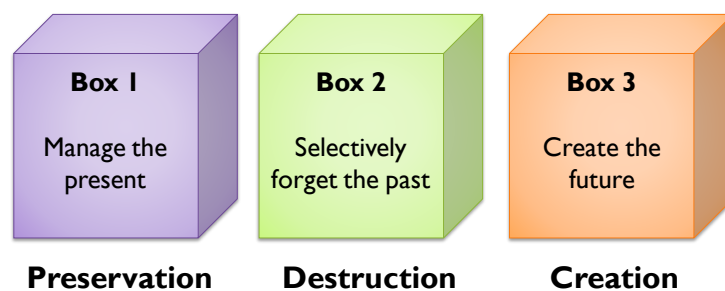 Box 1
Manage the
present
Box 2
Selectively
forget the past
Box 3
Create the
future
Preservation
Destruction
Creation